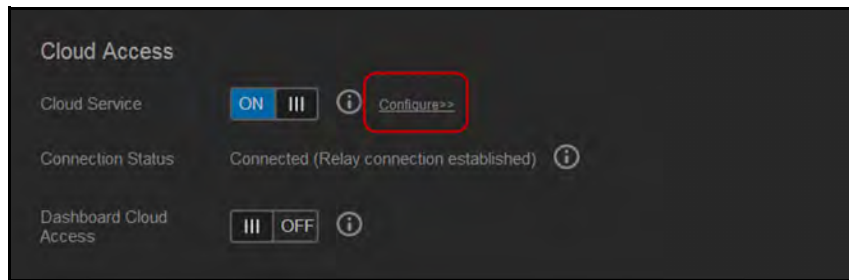 Cloud Access
Cloud Service ON Configure>>
Connection Status Connected (Relay connection established)
Dashboard Cloud
Access OFF